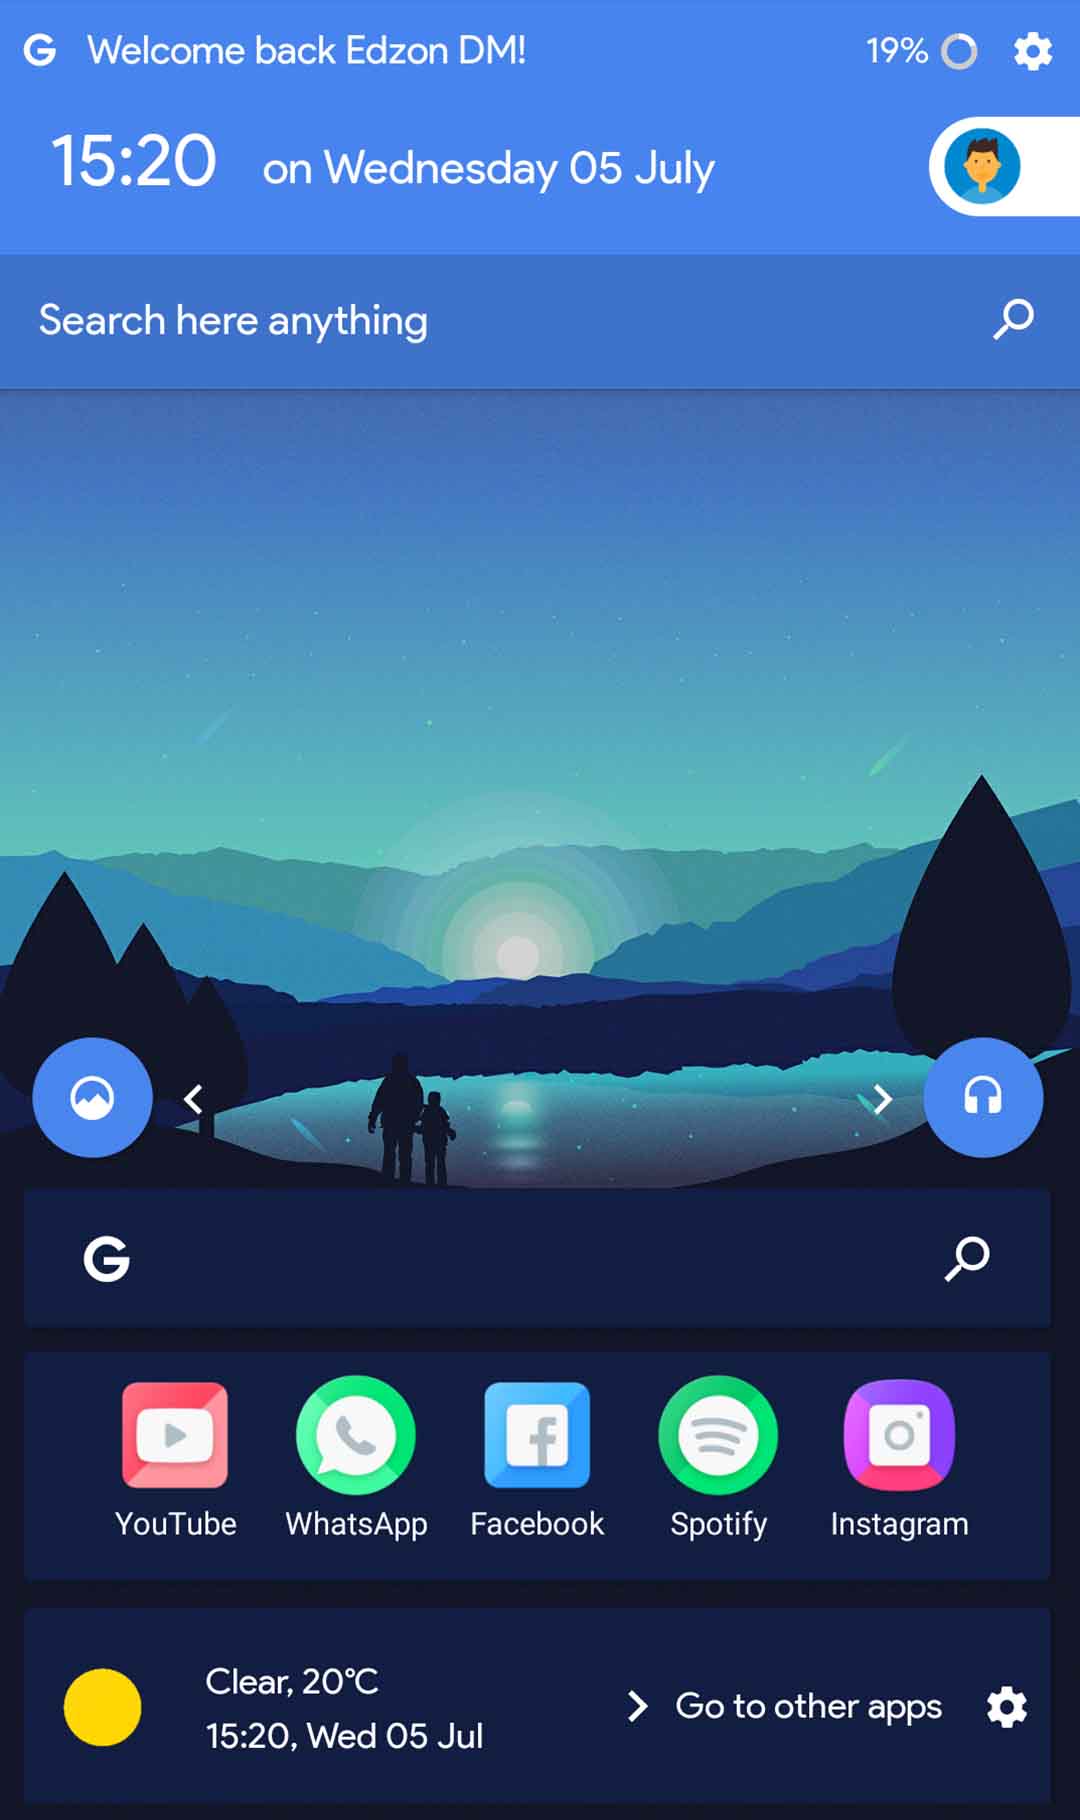 G Welcome back Edzon DM! 19%
15:20 on Wednesday 05 July
Search here anything
G
YouTube WhatsApp Facebook Spotify Instagram
Clear, 20°C
Go to other apps
15:20, Wed 05 Jul